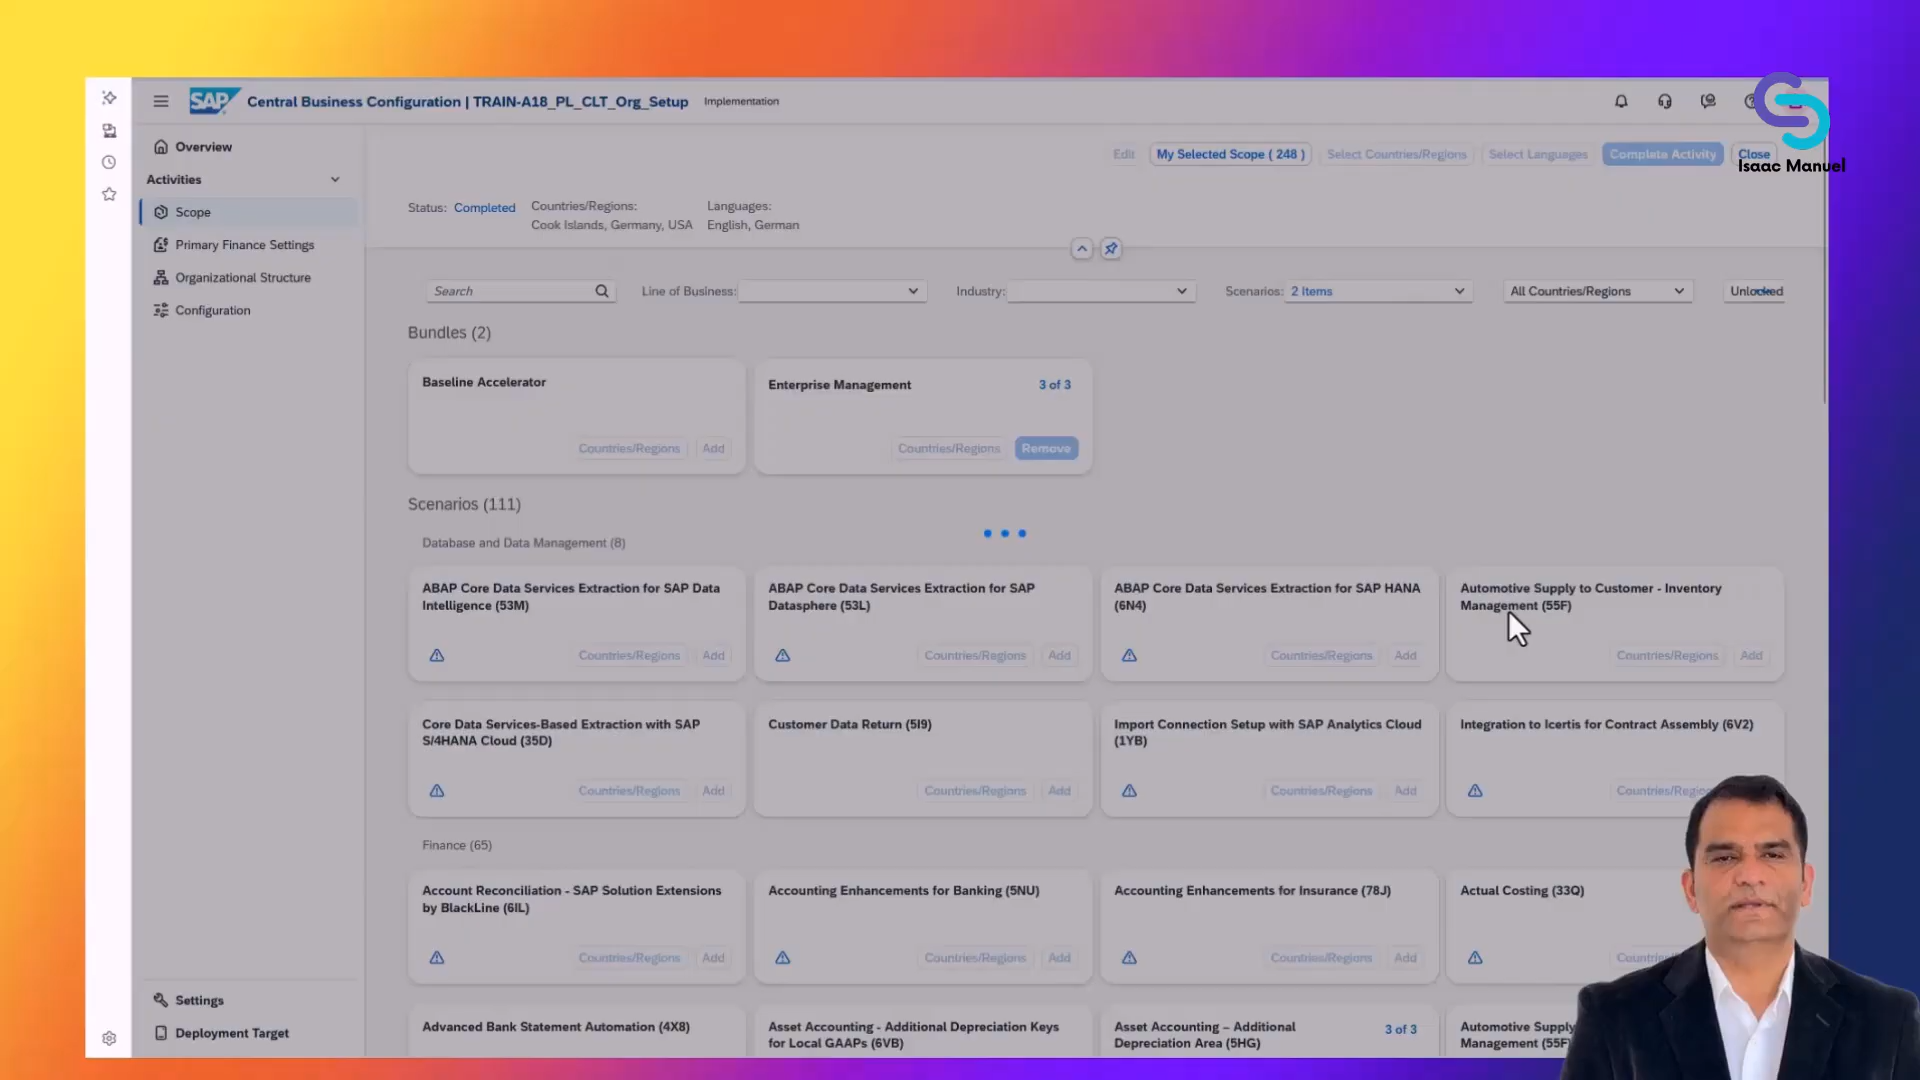 SAP Central Business Configuration | TRAIN-A18_PL_CLT_Org_Setup Implementation
Isaac Manuel
Overview
Activities
Scope
Primary Finance Settings
Organizational Structure
Configuration
Settings
Deployment Target
Edit My Selected Scope ( 248 ) Select Countries/Regions Select Languages Complete Activity Close
Status: Completed
Countries/Regions:
Cook Islands, Germany, USA
Languages:
English, German
Search Line of Business: Industry: Scenarios: 2 Items All Countries/Regions Unlocked
Bundles (2)
Baseline Accelerator
Countries/Regions Add
Enterprise Management 3 of 3
Countries/Regions Remove
Scenarios (111)
Database and Data Management (8)
ABAP Core Data Services Extraction for SAP Data
Intelligence (53M)
Countries/Regions Add
ABAP Core Data Services Extraction for SAP
Datasphere (53L)
Countries/Regions Add
ABAP Core Data Services Extraction for SAP HANA
(6N4)
Countries/Regions Add
Automotive Supply to Customer - Inventory
Management (55F)
Countries/Regions Add
Core Data Services-Based Extraction with SAP
S/4HANA Cloud (35D)
Countries/Regions Add
Customer Data Return (5I9)
Countries/Regions Add
Import Connection Setup with SAP Analytics Cloud
(1YB)
Countries/Regions Add
Integration to Icertis for Contract Assembly (6V2)
Finance (65)
Account Reconciliation - SAP Solution Extensions
by BlackLine (6IL)
Countries/Regions Add
Accounting Enhancements for Banking (5NU)
Countries/Regions Add
Accounting Enhancements for Insurance (78J)
Countries/Regions Add
Actual Costing (33Q)
Advanced Bank Statement Automation (4X8)
Asset Accounting - Additional Depreciation Keys
for Local GAAPs (6VB)
Asset Accounting – Additional 3 of 3
Depreciation Area (5HG)
Automotive Supply
Management (55F